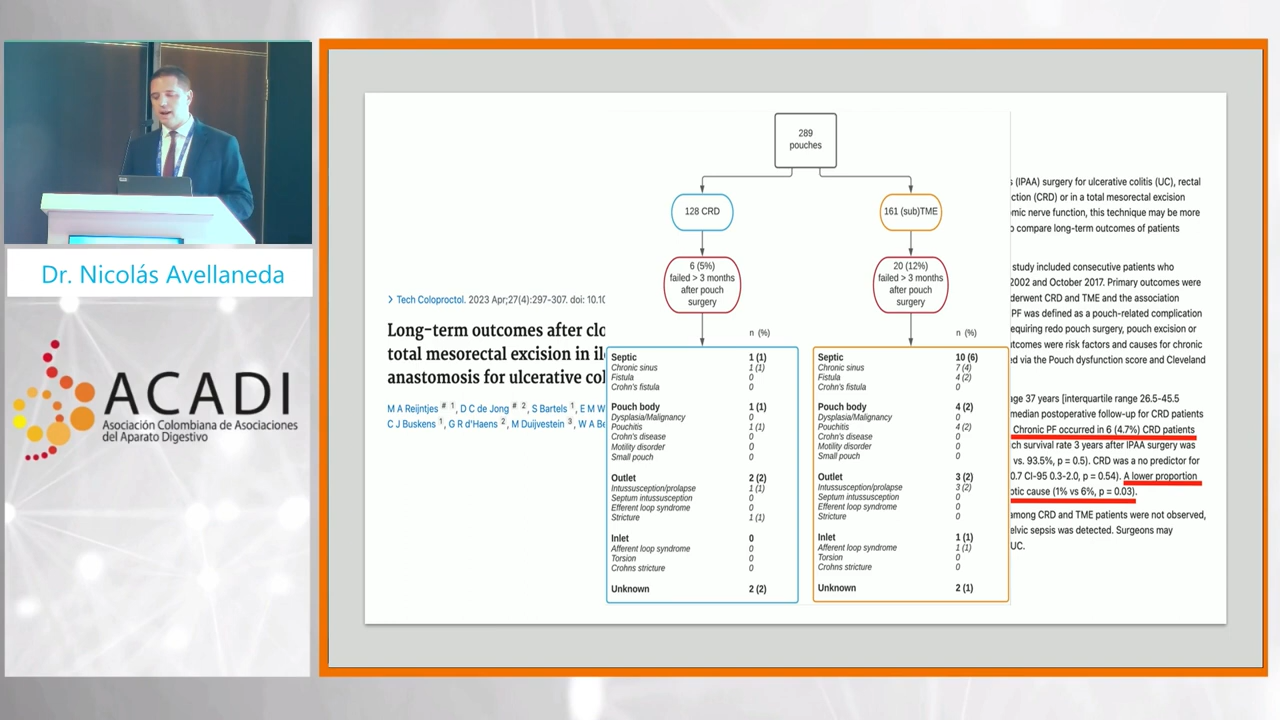 Dr. Nicolás Avellaneda
ACADI
Asociación Colombiana de Asociaciones
del Aparato Digestivo
Tech Coloproctol. 2023 Apr;27(4):297-307. doi: 10.10
Long-term outcomes after clo
total mesorectal excision in il
anastomosis for ulcerative co
M A Reijntjes # 1, D C de Jong # 2, S Bartels 1, E M W
C J Buskens 1, G R d'Haens 2, M Duijvestein 3, W A Be
289
pouches
128 CRD
161 (sub)TME
6 (5%)
failed > 3 months
after pouch
surgery
20 (12%)
failed > 3 months
after pouch
surgery
n (%)
Septic 1 (1)
Chronic sinus 1 (1)
Fistula 0
Crohn's fistula 0
Pouch body 1 (1)
Dysplasia/Malignancy 0
Pouchitis 1 (1)
Crohn's disease 0
Motility disorder 0
Small pouch 0
Outlet 2 (2)
Intussusception/prolapse 1 (1)
Septum intussusception 0
Efferent loop syndrome 0
Stricture 1 (1)
Inlet 0
Afferent loop syndrome 0
Torsion 0
Crohns stricture 0
Unknown 2 (2)
n (%)
Septic 10 (6)
Chronic sinus 7 (4)
Fistula 4 (2)
Crohn's fistula 0
Pouch body 4 (2)
Dysplasia/Malignancy 0
Pouchitis 4 (2)
Crohn's disease 0
Motility disorder 0
Small pouch 0
Outlet 3 (2)
Intussusception/prolapse 3 (2)
Septum intussusception 0
Efferent loop syndrome 0
Stricture 0
Inlet 1 (1)
Afferent loop syndrome 1 (1)
Torsion 0
Crohns stricture 0
Unknown 2 (1)
s (IPAA) surgery for ulcerative colitis (UC), rectal
ction (CRD) or in a total mesorectal excision
mic nerve function, this technique may be more
o compare long-term outcomes of patients
study included consecutive patients who
2002 and October 2017. Primary outcomes were
derwent CRD and TME and the association
PF was defined as a pouch-related complication
equiring redo pouch surgery, pouch excision or
tcomes were risk factors and causes for chronic
ed via the Pouch dysfunction score and Cleveland
age 37 years [interquartile range 26.5-45.5
median postoperative follow-up for CRD patients
Chronic PF occurred in 6 (4.7%) CRD patients
ch survival rate 3 years after IPAA surgery was
vs. 93.5%, p = 0.5). CRD was a no predictor for
0.7 CI-95 0.3-2.0, p = 0.54). A lower proportion
otic cause (1% vs 6%, p = 0.03).
among CRD and TME patients were not observed,
elvic sepsis was detected. Surgeons may
UC.